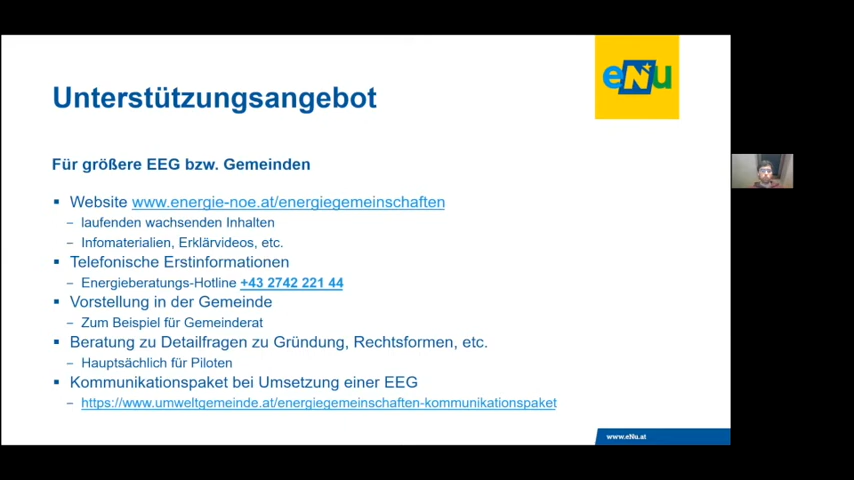 Unterstützungsangebot
eNu
Für größere EEG bzw. Gemeinden
▪ Website www.energie-noe.at/energiegemeinschaften
– laufenden wachsenden Inhalten
– Infomaterialien, Erklärvideos, etc.
▪ Telefonische Erstinformationen
– Energieberatungs-Hotline +43 2742 221 44
▪ Vorstellung in der Gemeinde
– Zum Beispiel für Gemeinderat
▪ Beratung zu Detailfragen zu Gründung, Rechtsformen, etc.
– Hauptsächlich für Piloten
▪ Kommunikationspaket bei Umsetzung einer EEG
– https://www.umweltgemeinde.at/energiegemeinschaften-kommunikationspaket
www.eNu.at